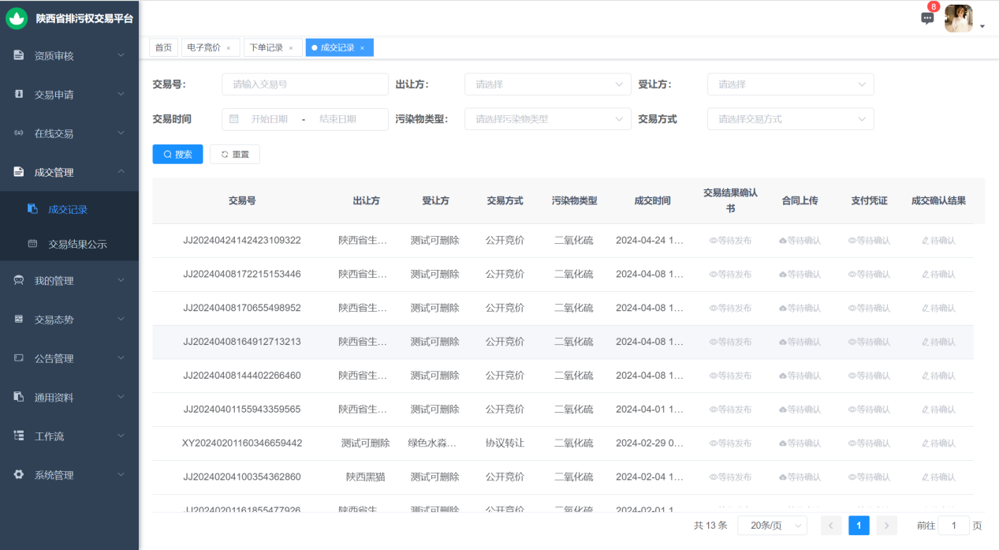 陕西省排污权交易平台
8
资质审核
交易申请
在线交易
成交管理
成交记录
交易结果公示
我的管理
交易态势
公告管理
通用资料
工作流
系统管理
首页 电子竞价 × 下单记录 × 成交记录 ×
交易号: 请输入交易号 出让方: 请选择 受让方: 请选择
交易时间 开始日期 - 结束日期 污染物类型: 请选择污染物类型 交易方式 请选择交易方式
搜索 重置
交易号 出让方 受让方 交易方式 污染物类型 成交时间 交易结果确认书 合同上传 支付凭证 成交确认结果
JJ20240424142423109322 陕西省生... 测试可删除 公开竞价 二氧化硫 2024-04-24 1... 等待发布 等待确认 等待确认 待确认
JJ20240408172215153446 陕西省生... 测试可删除 公开竞价 二氧化硫 2024-04-08 1... 等待发布 等待确认 等待确认 待确认
JJ20240408170655498952 陕西省生... 测试可删除 公开竞价 二氧化硫 2024-04-08 1... 等待发布 等待确认 等待确认 待确认
JJ20240408164912713213 陕西省生... 测试可删除 公开竞价 二氧化硫 2024-04-08 1... 等待发布 等待确认 等待确认 待确认
JJ20240408144402266460 陕西省生... 测试可删除 公开竞价 二氧化硫 2024-04-08 1... 等待发布 等待确认 等待确认 待确认
JJ20240401155943359565 陕西省生... 测试可删除 公开竞价 二氧化硫 2024-04-01 1... 等待发布 等待确认 等待确认 待确认
XY20240201160346659442 测试可删除 绿色水淼... 协议转让 二氧化硫 2024-02-29 0... 等待发布 等待确认 等待确认 待确认
JJ20240204100354362860 陕西黑猫 测试可删除 公开竞价 二氧化硫 2024-02-04 1... 等待发布 等待确认 等待确认 待确认
JJ20240201161855477926 陕西省生... 测试可删除 公开竞价 二氧化硫 2024-02-01 1...
共 13 条 20条/页 1 前往 1 页